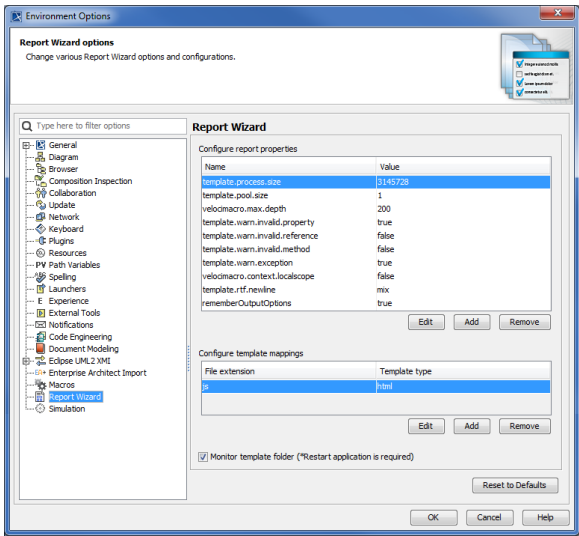 Environment Options
Report Wizard options
Change various Report Wizard options and configurations.
Type here to filter options
General
Diagram
Browser
Composition Inspection
Collaboration
Update
Network
Keyboard
Plugins
Resources
PV Path Variables
Spelling
Launchers
E Experience
External Tools
Notifications
Code Engineering
Document Modeling
Eclipse UML2 XMI
Enterprise Architect Import
Macros
Report Wizard
Simulation
Report Wizard
Configure report properties
Name Value
template.process.size 3145728
template.pool.size 1
velocimacro.max.depth 200
template.warn.invalid.property true
template.warn.invalid.reference false
template.warn.invalid.method false
template.warn.exception true
velocimacro.context.localscope false
template.rtf.newline mix
rememberOutputOptions true
Edit Add Remove
Configure template mappings
File extension Template type
js html
Edit Add Remove
Monitor template folder (*Restart application is required)
Reset to Defaults
OK Cancel Help